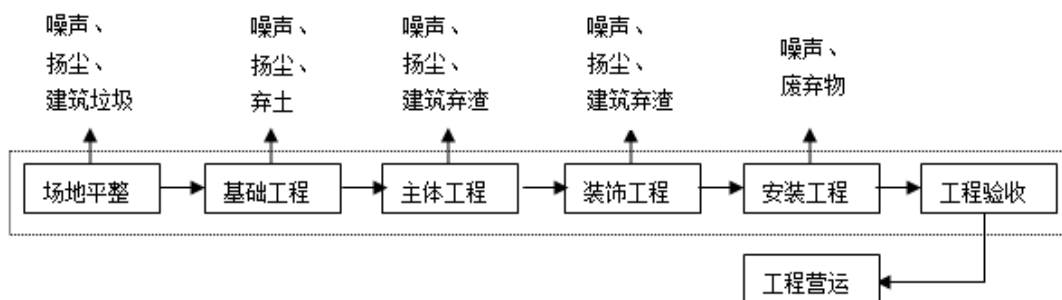 噪声、
扬尘、
建筑垃圾
噪声、
扬尘、
弃土
噪声、
扬尘、
建筑弃渣
噪声、
扬尘、
建筑弃渣
噪声、
废弃物
场地平整
基础工程
主体工程
装饰工程
安装工程
工程验收
工程营运